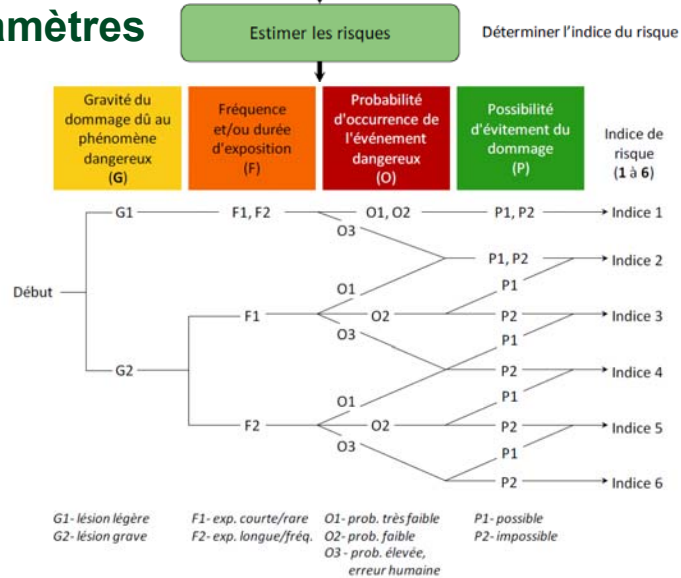 amètres
Estimer les risques
Déterminer l'indice du risque
Gravité du
dommage dû au
phénomène
dangereux
(G)
Fréquence
et/ou durée
d'exposition
(F)
Probabilité
d'occurrence de
l'événement
dangereux
(O)
Possibilité
d'évitement du
dommage
(P)
Indice de
risque
(1 à 6)
G1 F1, F2 O1, O2 P1, P2 Indice 1
O3
P1, P2 Indice 2
O1 P1
Début
F1 O2 P2 Indice 3
O3 P1
G2 P2 Indice 4
O1 P1
F2 O2 P2 Indice 5
O3 P1
P2 Indice 6
G1- lésion légère
G2- lésion grave
F1- exp. courte/rare
F2- exp. longue/fréq.
O1- prob. très faible
O2- prob. faible
O3 - prob. élevée,
erreur humaine
P1- possible
P2- impossible